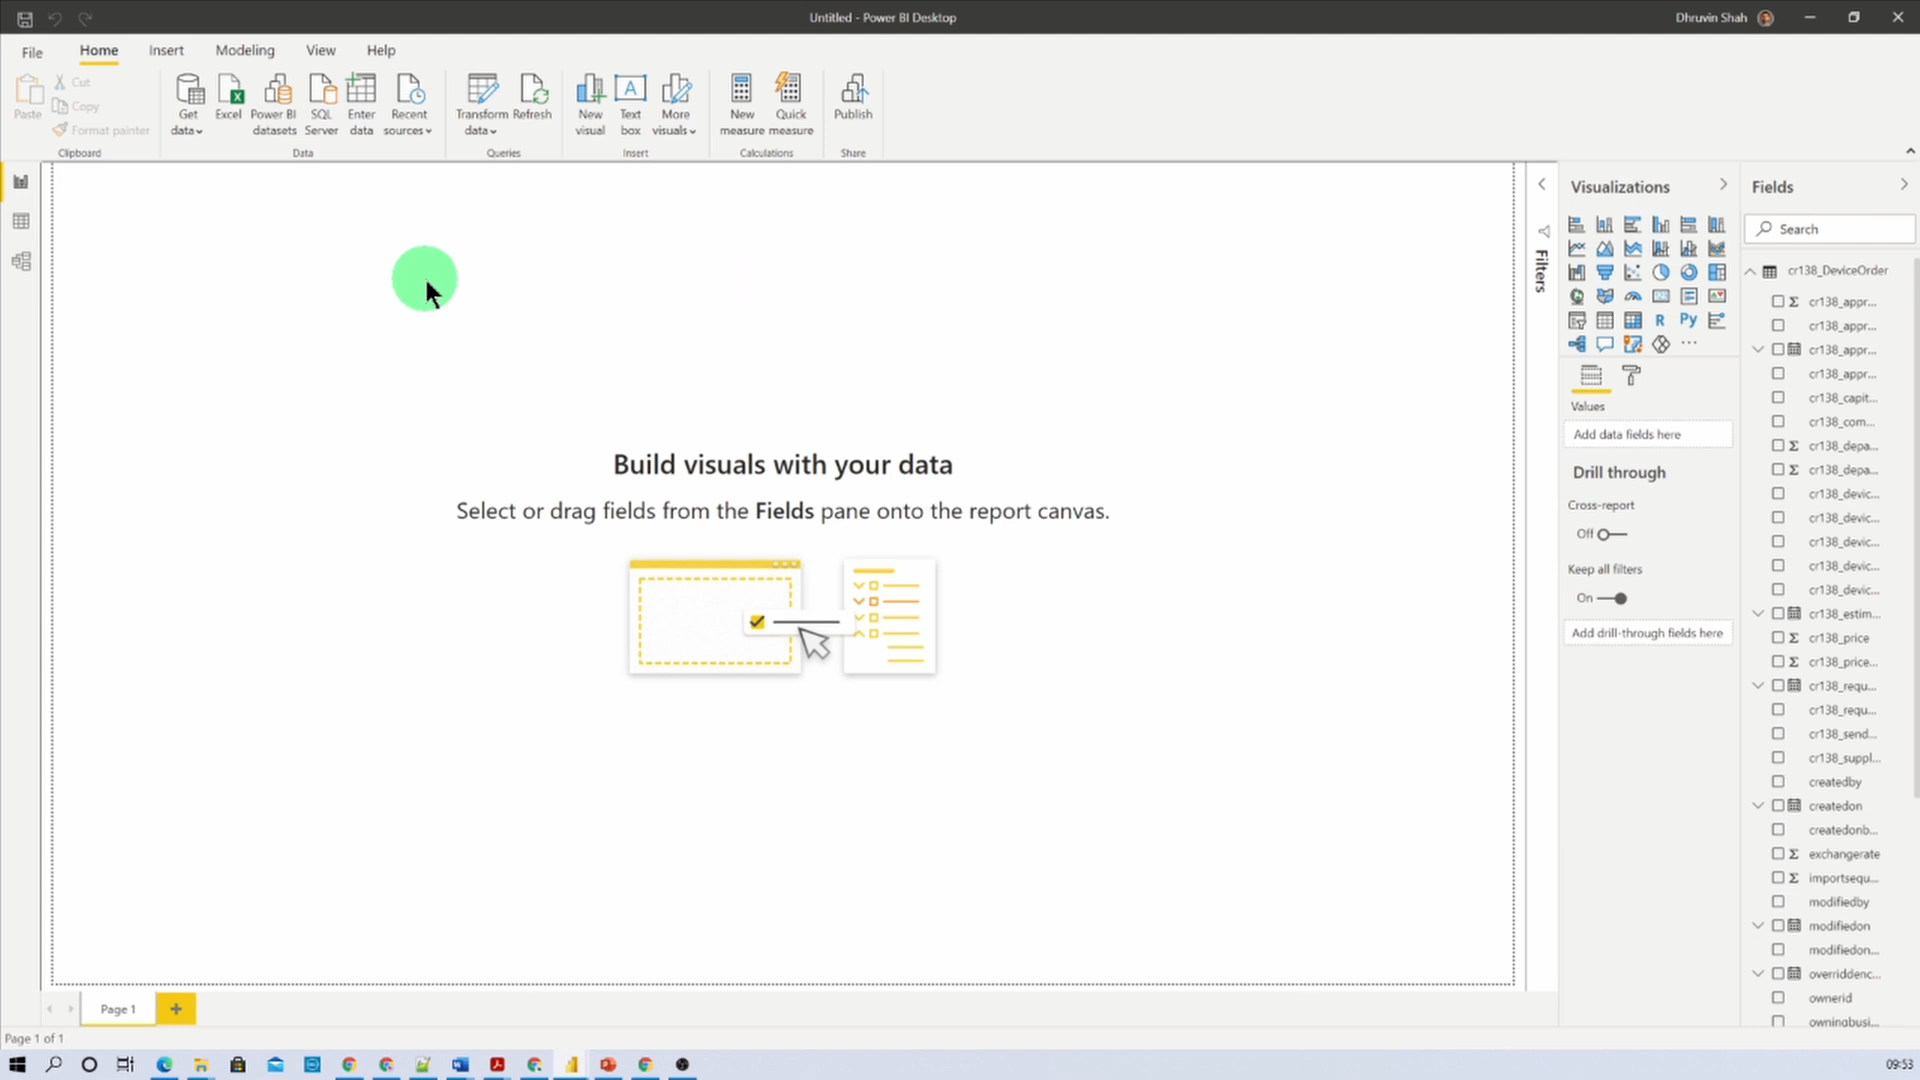 Untitled - Power BI Desktop
Dhruvin Shah
File
Home
Insert
Modeling
View
Help
Paste
Cut
Copy
Format painter
Clipboard
Get data
Excel
Power BI datasets
SQL Server
Enter data
Recent sources
Data
Transform data
Refresh
Queries
New visual
Text box
More visuals
Insert
New measure
Quick measure
Calculations
Publish
Share
Build visuals with your data
Select or drag fields from the Fields pane onto the report canvas.
Filters
Visualizations
R
Py
Values
Add data fields here
Drill through
Cross-report
Off
Keep all filters
On
Add drill-through fields here
Fields
Search
cr138_DeviceOrder
cr138_appr...
cr138_appr...
cr138_appr...
cr138_appr...
cr138_capit...
cr138_com...
cr138_depa...
cr138_depa...
cr138_devic...
cr138_devic...
cr138_devic...
cr138_devic...
cr138_devic...
cr138_estim...
cr138_price
cr138_price...
cr138_requ...
cr138_requ...
cr138_send...
cr138_suppl...
createdby
createdon
createdonb...
exchangerate
importsequ...
modifiedby
modifiedon
modifiedon...
overriddenc...
ownerid
owningbusi...
Page 1
Page 1 of 1
09:53